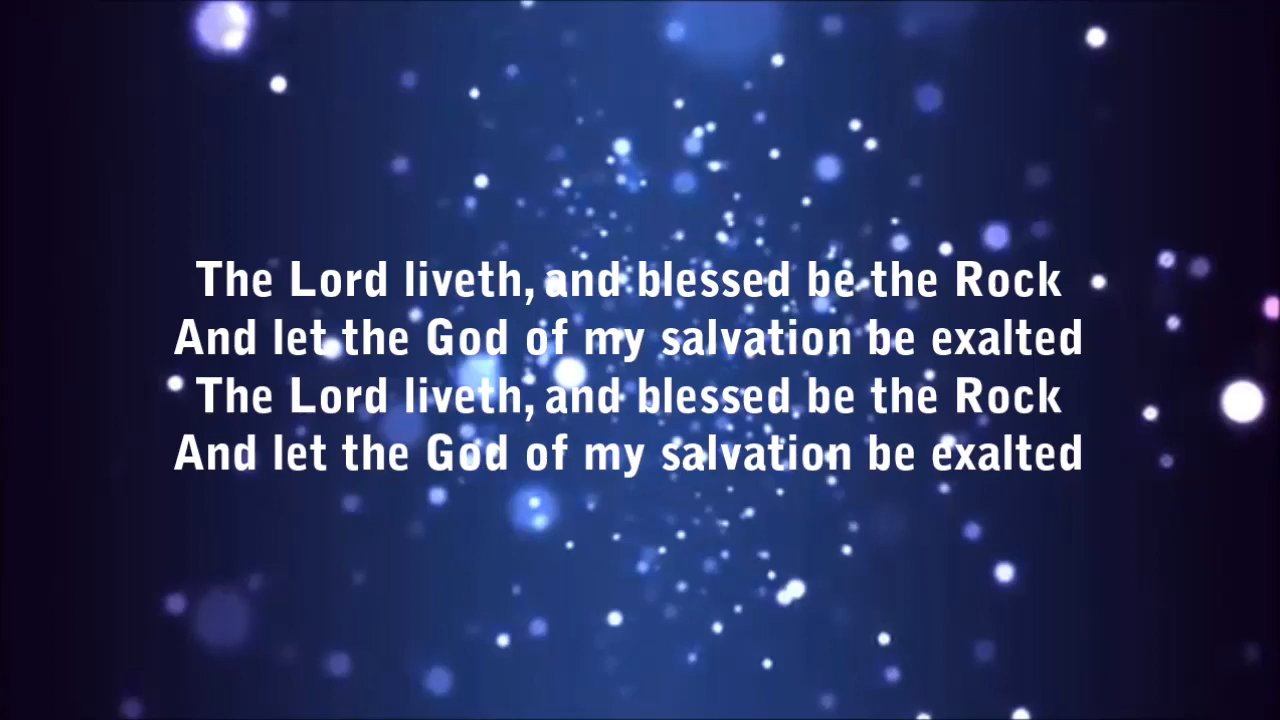 The Lord liveth, and blessed be the Rock
And let the God of my salvation be exalted
The Lord liveth, and blessed be the Rock
And let the God of my salvation be exalted